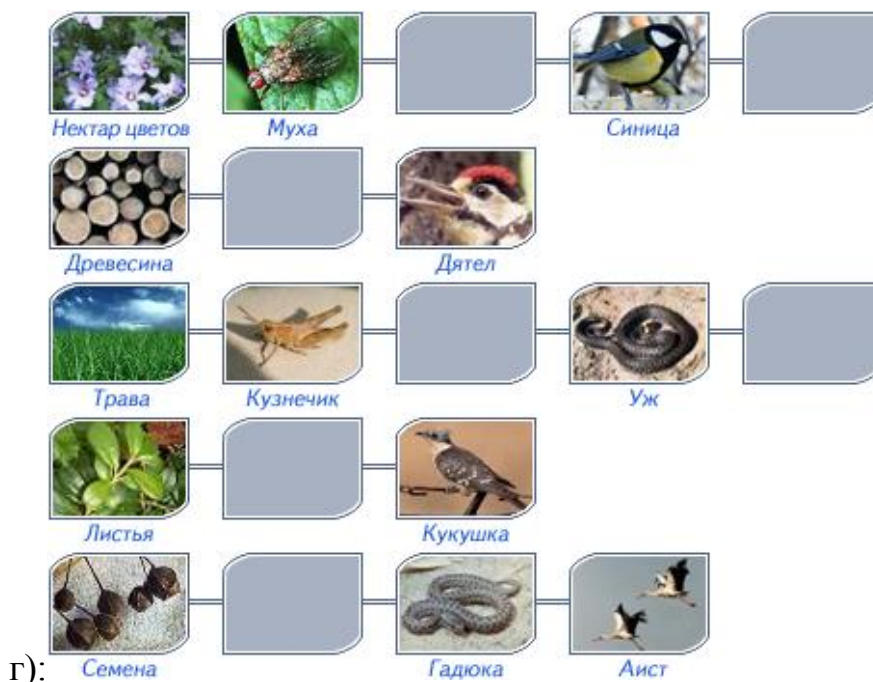 Нектар цветов Муха Синица
Древесина Дятел
Трава Кузнечик Уж
Листья Кукушка
г): Семена Гадюка Аист